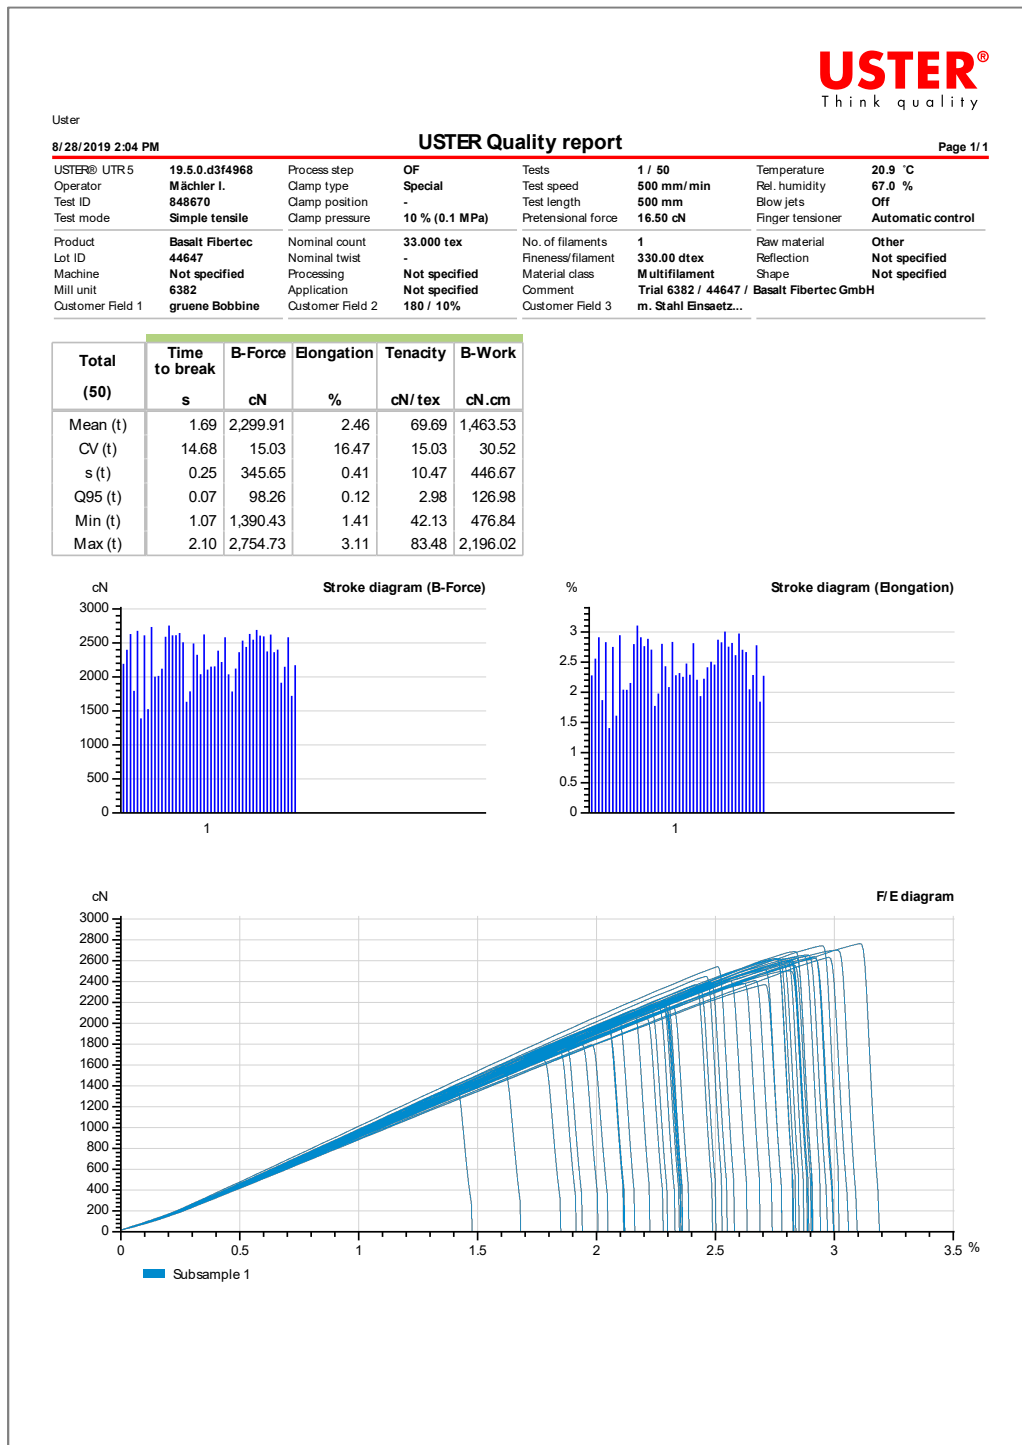 USTER®
Think quality
Uster
8/28/2019 2:04 PM USTER Quality report Page 1/1
USTER® UTR 5 19.5.0.d3f4968 Process step OF Tests 1 / 50 Temperature 20.9 °C
Operator Mächler I. Clamp type Special Test speed 500 mm/min Rel. humidity 67.0 %
Test ID 848670 Clamp position - Test length 500 mm Blow jets Off
Test mode Simple tensile Clamp pressure 10 % (0.1 MPa) Pretensional force 16.50 cN Finger tensioner Automatic control
Product Basalt Fibertec Nominal count 33.000 tex No. of filaments 1 Raw material Other
Lot ID 44647 Nominal twist - Fineness/filament 330.00 dtex Reflection Not specified
Machine Not specified Processing Not specified Material class Multifilament Shape Not specified
Mill unit 6382 Application Not specified Comment Trial 6382 / 44647 / Basalt Fibertec GmbH
Customer Field 1 gruene Bobbine Customer Field 2 180 / 10% Customer Field 3 m. Stahl Einsaetz...
Total (50) Time to break B-Force Elongation Tenacity B-Work
s cN % cN/tex cN.cm
Mean (t) 1.69 2,299.91 2.46 69.69 1,463.53
CV (t) 14.68 15.03 16.47 15.03 30.52
s (t) 0.25 345.65 0.41 10.47 446.67
Q95 (t) 0.07 98.26 0.12 2.98 126.98
Min (t) 1.07 1,390.43 1.41 42.13 476.84
Max (t) 2.10 2,754.73 3.11 83.48 2,196.02
cN Stroke diagram (B-Force)
3000
2500
2000
1500
1000
500
0
1
% Stroke diagram (Elongation)
3
2.5
2
1.5
1
0.5
0
1
cN F/E diagram
3000
2800
2600
2400
2200
2000
1800
1600
1400
1200
1000
800
600
400
200
0
0 0.5 1 1.5 2 2.5 3 3.5 %
Subsample 1